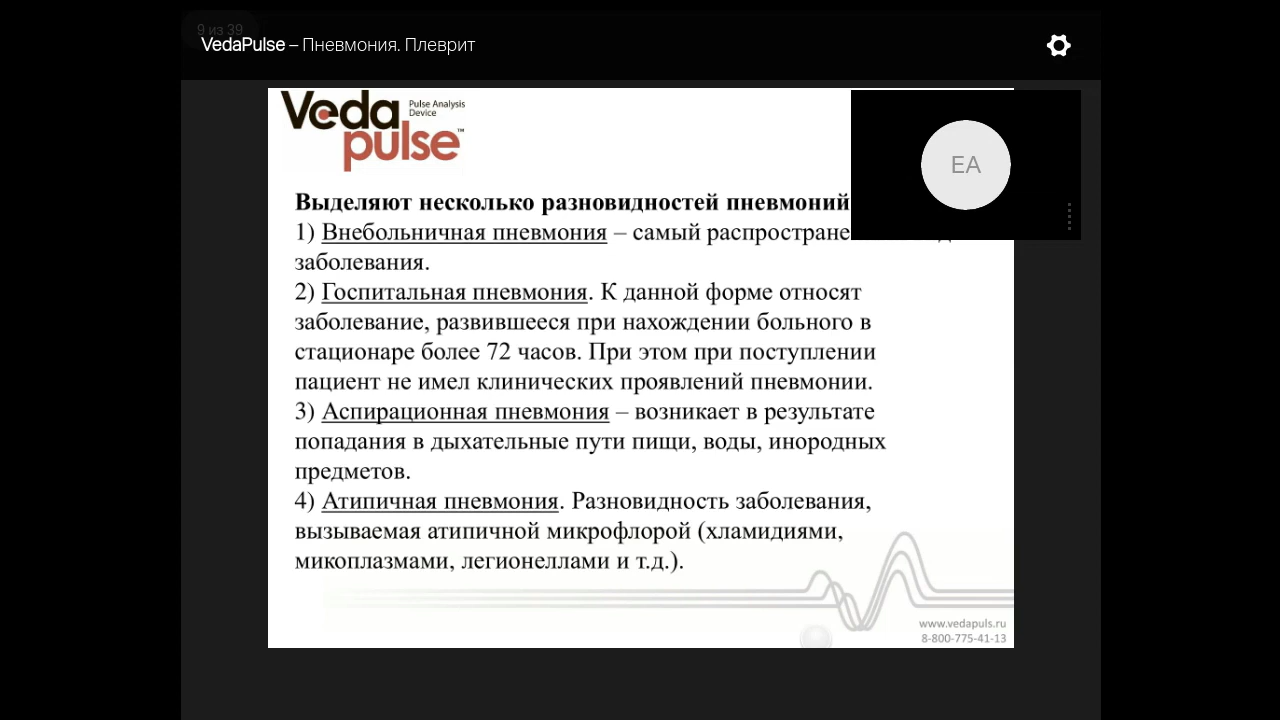 9 из 39
VedaPulse – Пневмония. Плеврит
Veda Pulse Analysis
Device
pulse™
EA
Выделяют несколько разновидностей пневмоний
1) Внебольничная пневмония – самый
заболевания.
2) Госпитальная пневмония. К данной форме относят
заболевание, развившееся при нахождении больного в
стационаре более 72 часов. При этом при поступлении
пациент не имел клинических проявлений пневмонии.
3) Аспирационная пневмония – возникает в результате
попадания в дыхательные пути пищи, воды, инородных
предметов.
4) Атипичная пневмония. Разновидность заболевания,
вызываемая атипичной микрофлорой (хламидиями,
микоплазмами, легионеллами и т.д.).
www.vedapuls.ru
8-800-775-41-13